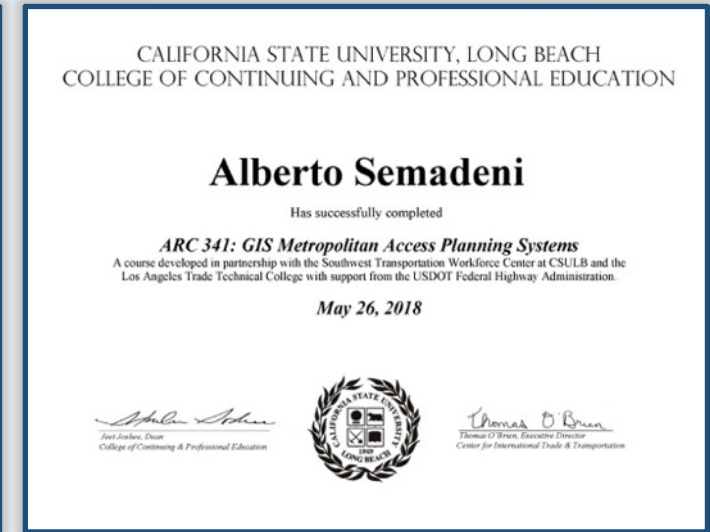 CALIFORNIA STATE UNIVERSITY, LONG BEACH
COLLEGE OF CONTINUING AND PROFESSIONAL EDUCATION
Alberto Semadeni
Has successfully completed
ARC 341: GIS Metropolitan Access Planning Systems
A course developed in partnership with the Southwest Transportation Workforce Center at CSULB and the
Los Angeles Trade Technical College with support from the USDOT Federal Highway Administration.
May 26, 2018
Jeet Joshee, Dean
College of Continuing & Professional Education
CALIFORNIA STATE UNIVERSITY
1949
LONG BEACH
Thomas O'Brien
Thomas O'Brien, Executive Director
Center for International Trade & Transportation